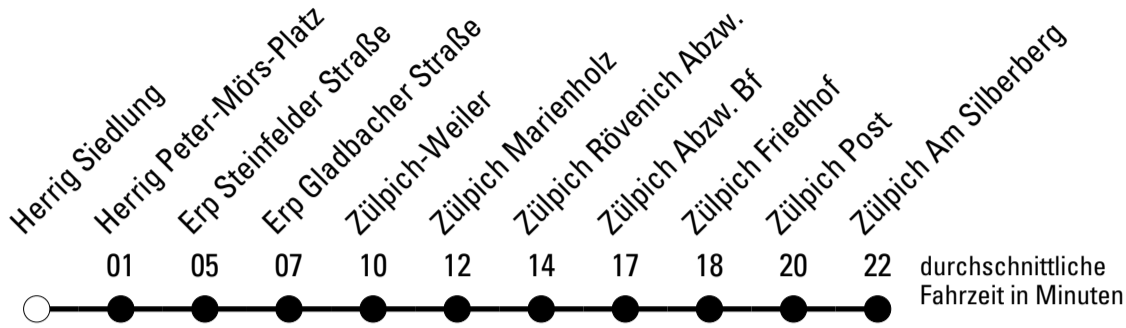 Herrig Siedlung
Herrig Peter-Mörs-Platz
Erp Steinfelder Straße
Erp Gladbacher Straße
Zülpich-Weiler
Zülpich Marienholz
Zülpich Rövenich Abzw.
Zülpich Abzw. Bf
Zülpich Friedhof
Zülpich Post
Zülpich Am Silberberg
01 05 07 10 12 14 17 18 20 22
durchschnittliche
Fahrzeit in Minuten